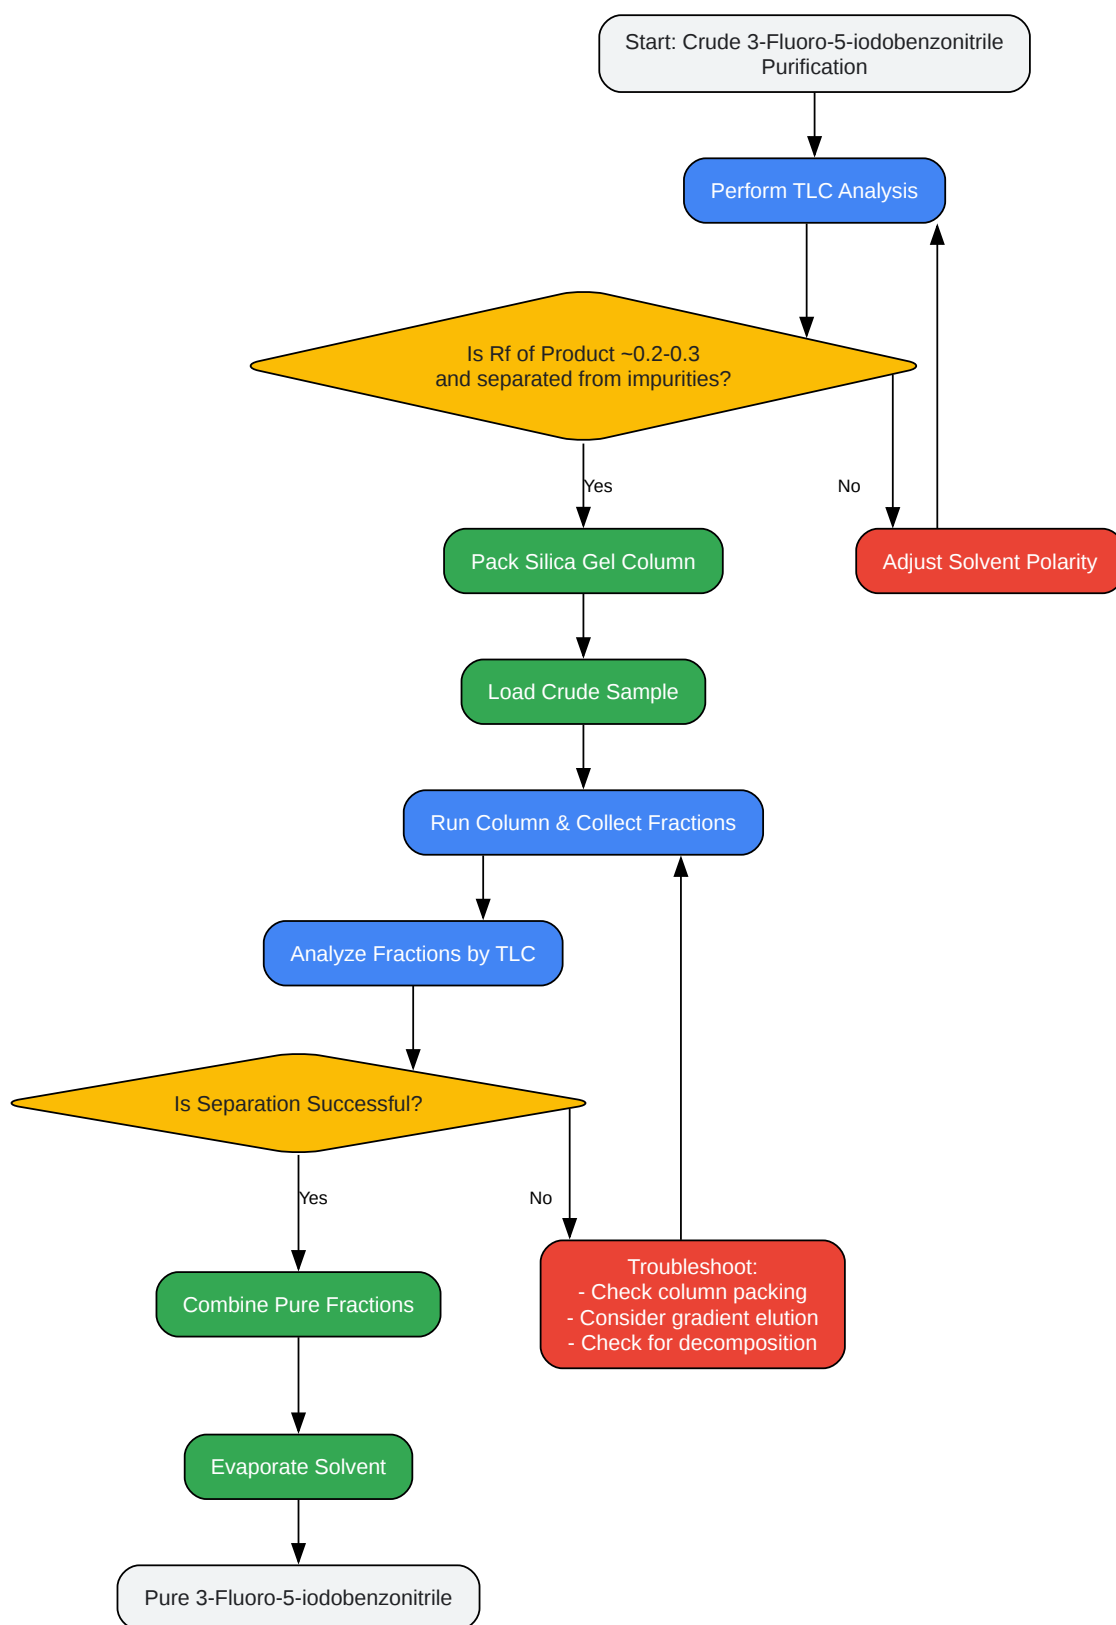 Start: Crude 3-Fluoro-5-iodobenzonitrile
Purification
Perform TLC Analysis
Is Rf of Product ~0.2-0.3
and separated from impurities?
Yes
No
Pack Silica Gel Column
Adjust Solvent Polarity
Load Crude Sample
Run Column & Collect Fractions
Analyze Fractions by TLC
Is Separation Successful?
Yes
No
Troubleshoot:
- Check column packing
- Consider gradient elution
- Check for decomposition
Combine Pure Fractions
Evaporate Solvent
Pure 3-Fluoro-5-iodobenzonitrile